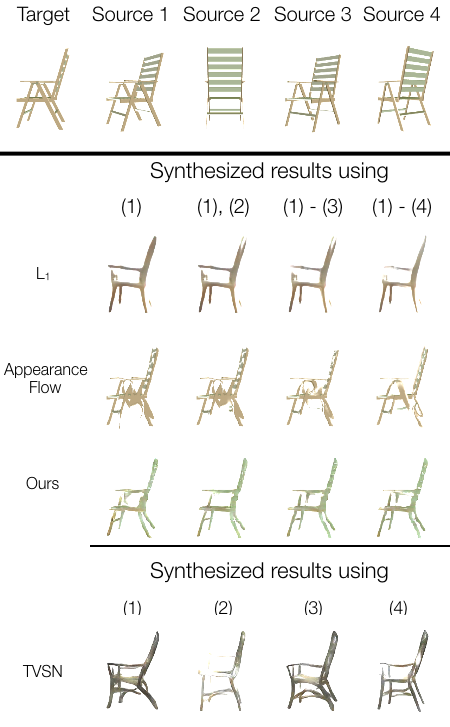 Target Source 1 Source 2 Source 3 Source 4
Synthesized results using
(1) (1), (2) (1) - (3) (1) - (4)
L₁
Appearance
Flow
Ours
Synthesized results using
(1) (2) (3) (4)
TVSN